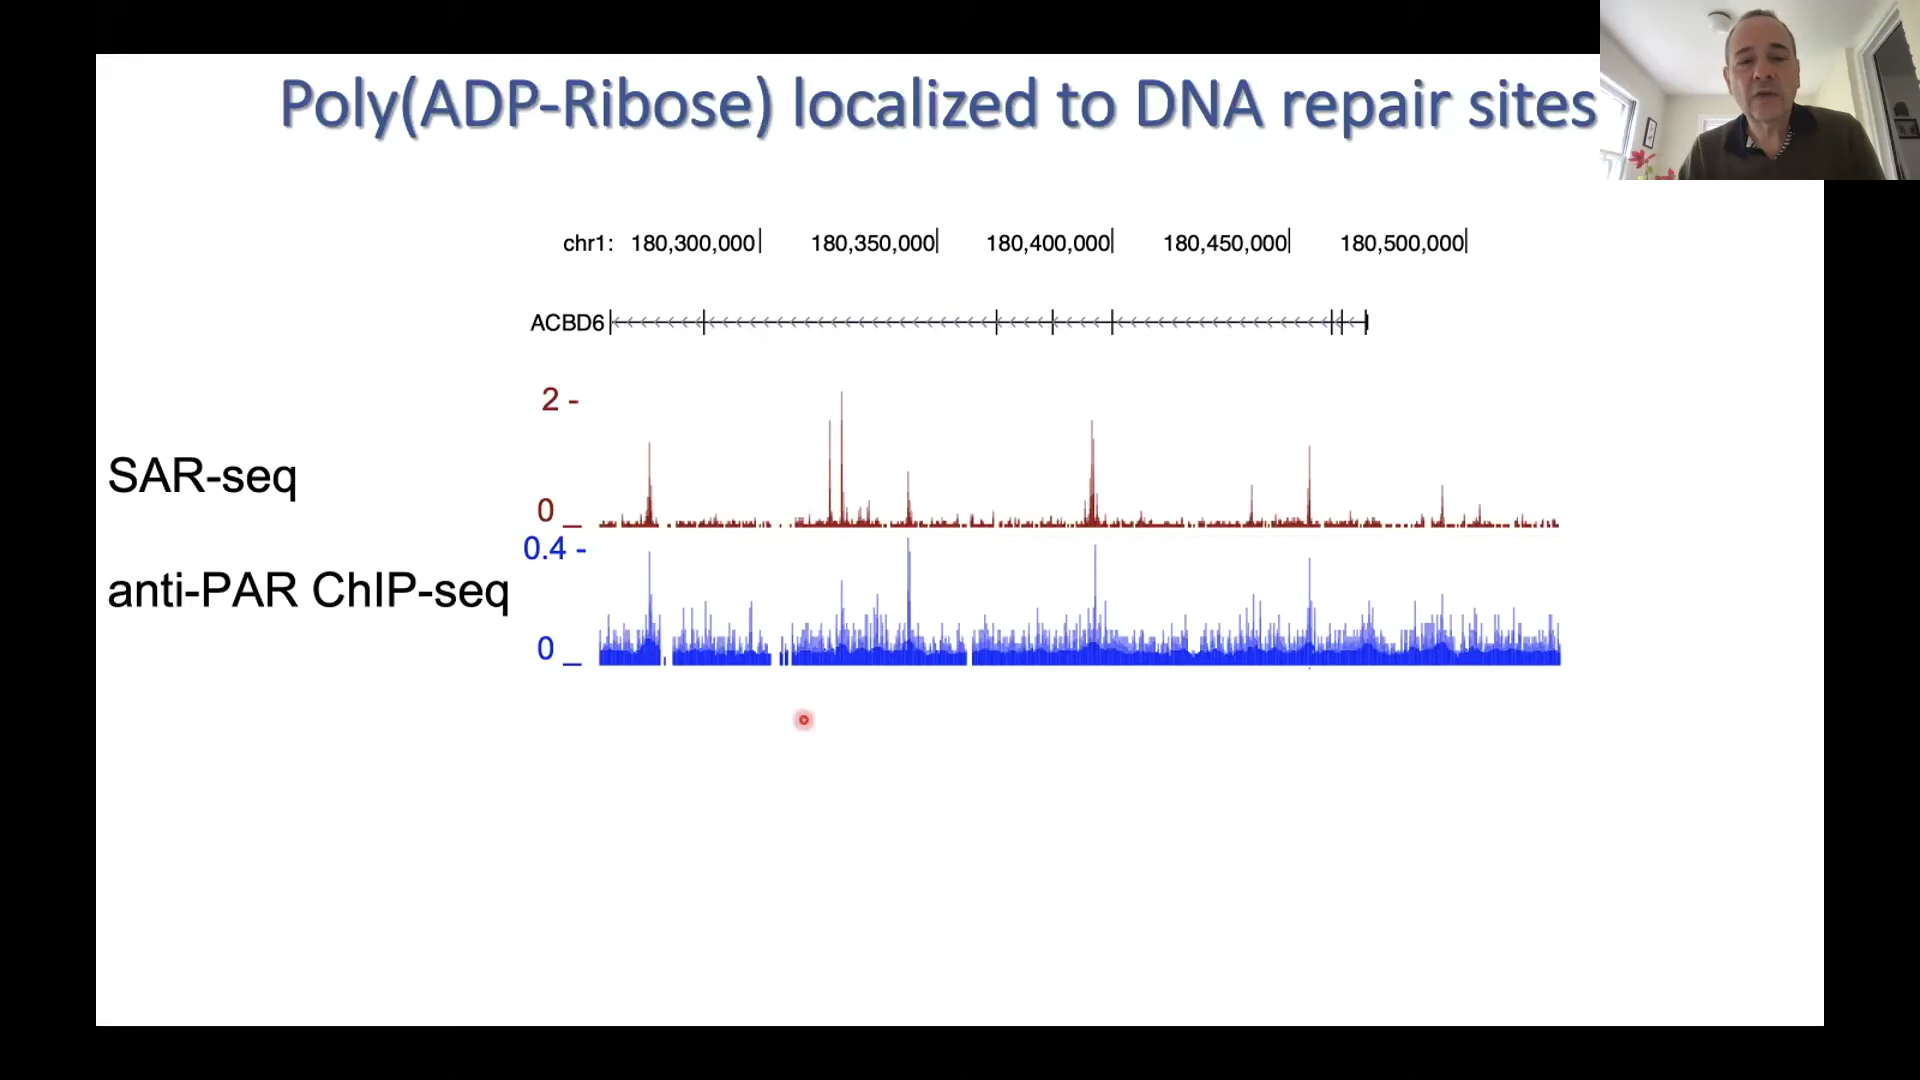 Poly(ADP-Ribose) localized to DNA repair sites
chr1: 180,300,000| 180,350,000| 180,400,000| 180,450,000| 180,500,000|
ACBD6
2 -
SAR-seq
0 _
0.4 -
anti-PAR ChIP-seq
0 _